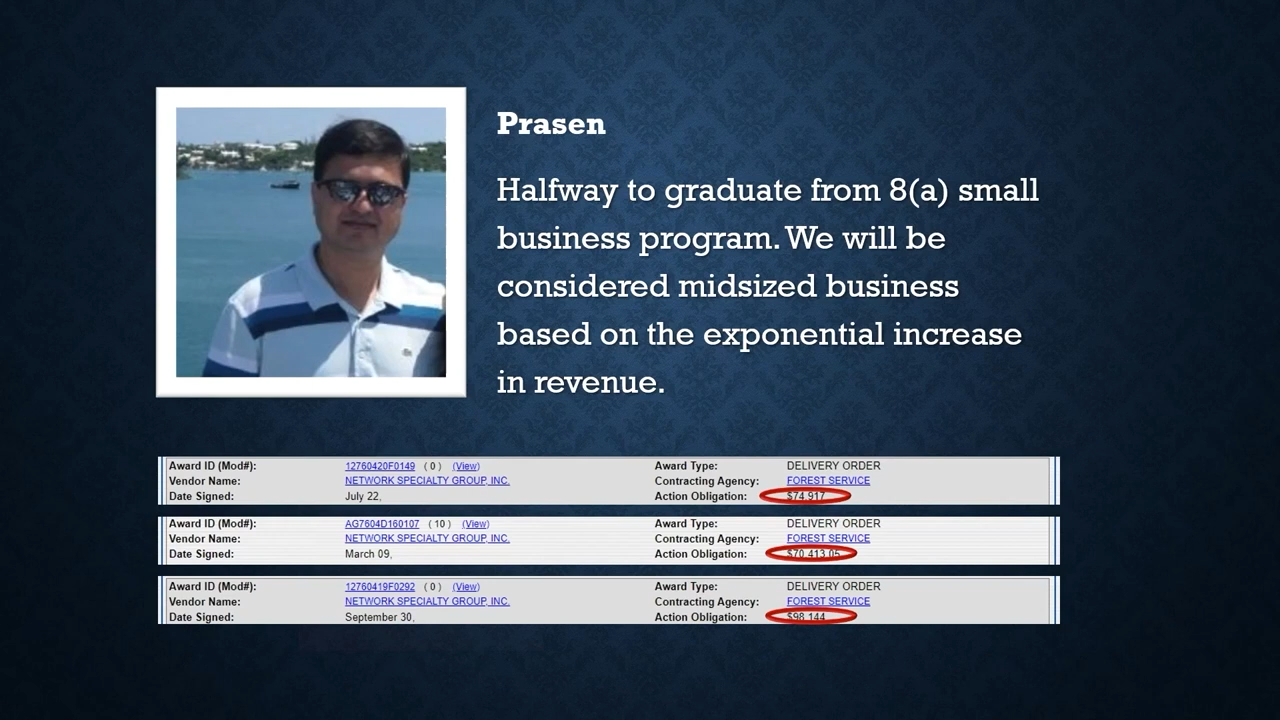 Prasen
Halfway to graduate from 8(a) small
business program. We will be
considered midsized business
based on the exponential increase
in revenue.
Award ID (Mod#): 12760420F0149 ( 0 ) (View) Award Type: DELIVERY ORDER
Vendor Name: NETWORK SPECIALTY GROUP, INC. Contracting Agency: FOREST SERVICE
Date Signed: July 22, Action Obligation: $74,917
Award ID (Mod#): AG7604D160107 ( 10 ) (View) Award Type: DELIVERY ORDER
Vendor Name: NETWORK SPECIALTY GROUP, INC. Contracting Agency: FOREST SERVICE
Date Signed: March 09, Action Obligation: $70,413.05
Award ID (Mod#): 12760419F0292 ( 0 ) (View) Award Type: DELIVERY ORDER
Vendor Name: NETWORK SPECIALTY GROUP, INC. Contracting Agency: FOREST SERVICE
Date Signed: September 30, Action Obligation: $98,144